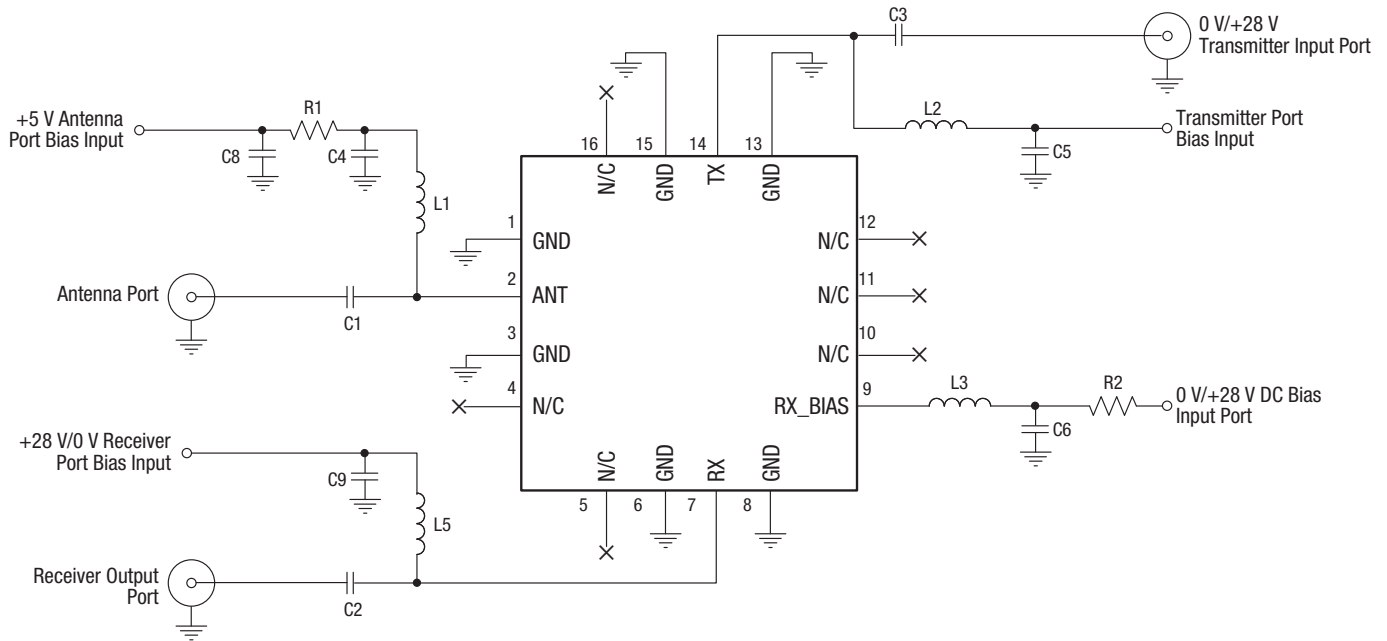 C3
0 V/+28 V
Transmitter Input Port
+5 V Antenna
Port Bias Input
R1
C8
C4
L1
L2
C5
Transmitter Port
Bias Input
16
15
14
13
N/C
GND
TX
GND
1
GND
2
ANT
3
GND
4
N/C
12
N/C
11
N/C
10
N/C
9
RX_BIAS
Antenna Port
C1
L3
R2
C6
0 V/+28 V DC Bias
Input Port
+28 V/0 V Receiver
Port Bias Input
C9
L5
N/C
GND
RX
GND
5
6
7
8
Receiver Output
Port
C2